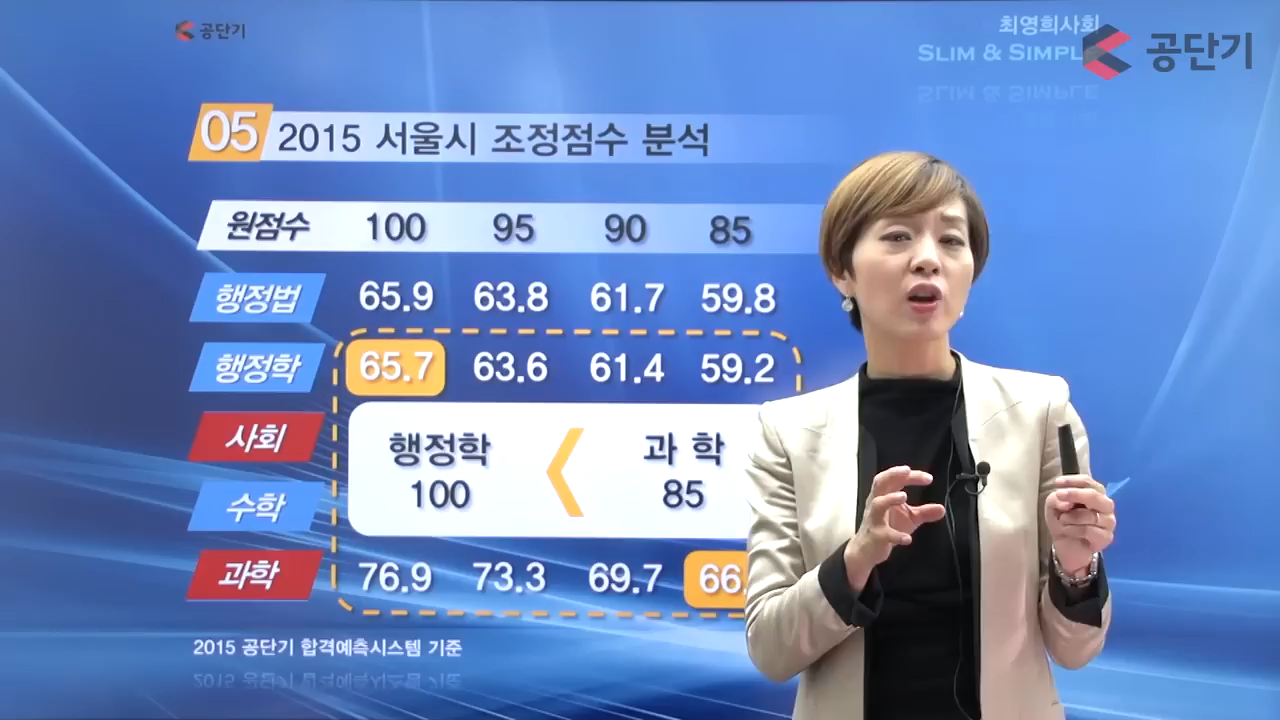 공단기
최영희사회
SLIM & SIMPLE
공단기
05 2015 서울시 조정점수 분석
원점수 100 95 90 85
행정법 65.9 63.8 61.7 59.8
행정학 65.7 63.6 61.4 59.2
사회
행정학 < 과 학
100 85
수학
과학 76.9 73.3 69.7 66.
2015 공단기 합격예측시스템 기준